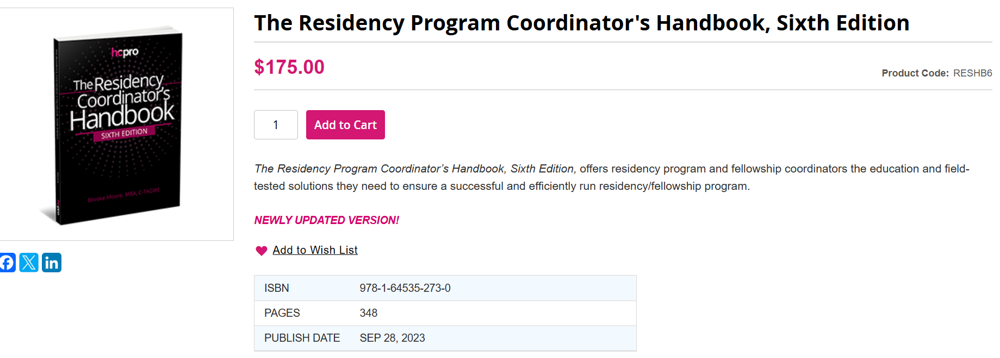 The Residency Program Coordinator's Handbook, Sixth Edition
$175.00
Product Code: RESHB6
1
Add to Cart
The Residency Program Coordinator’s Handbook, Sixth Edition, offers residency program and fellowship coordinators the education and field-
tested solutions they need to ensure a successful and efficiently run residency/fellowship program.
NEWLY UPDATED VERSION!
Add to Wish List
ISBN 978-1-64535-273-0
PAGES 348
PUBLISH DATE SEP 28, 2023
hcpro
The Residency
Coordinator's
Handbook
SIXTH EDITION
Brooke Moore, MBA, C-TAGME
hcpro
in